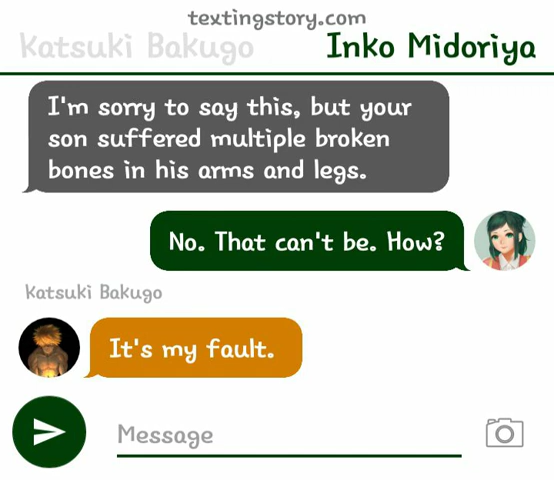 textingstory.com
Katsuki Bakugo
Inko Midoriya
I'm sorry to say this, but your
son suffered multiple broken
bones in his arms and legs.
No. That can't be. How?
Katsuki Bakugo
It's my fault.
Message